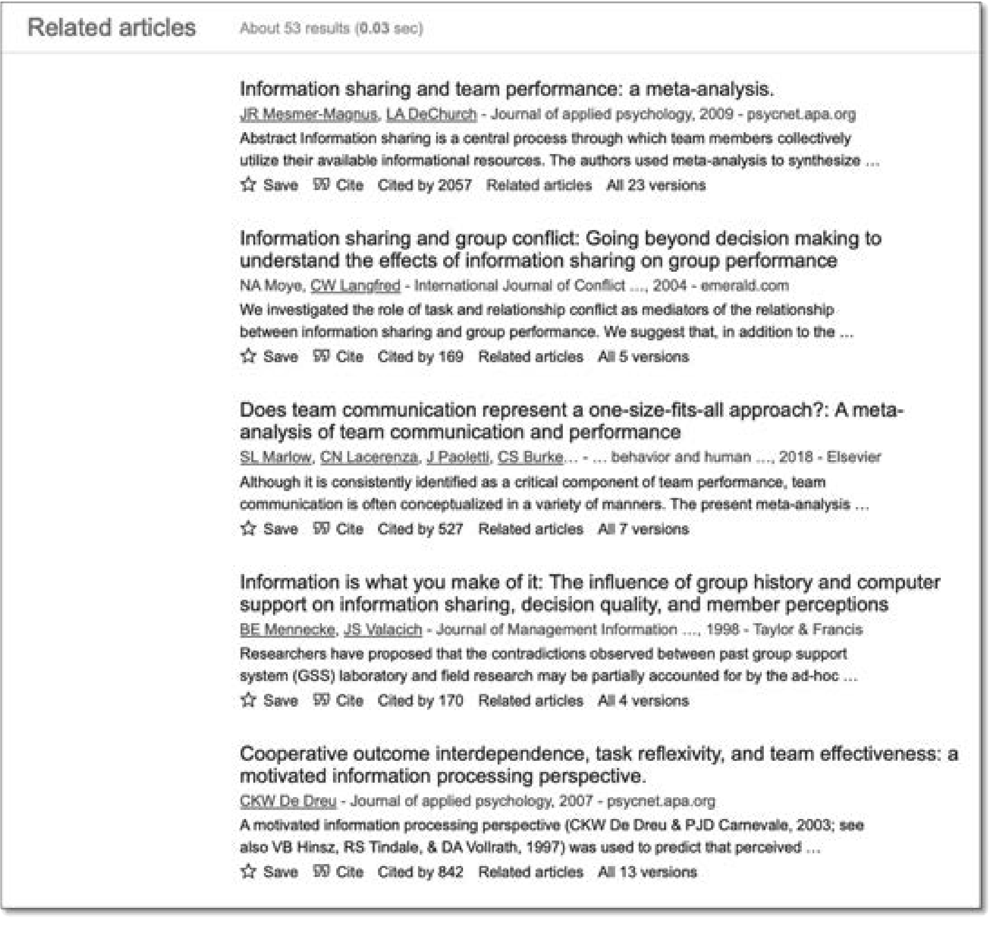 Related articles
About 53 results (0.03 sec)
Information sharing and team performance: a meta-analysis.
JR Mesmer-Magnus, LA DeChurch - Journal of applied psychology, 2009 - psycnet.apa.org
Abstract Information sharing is a central process through which team members collectively
utilize their available informational resources. The authors used meta-analysis to synthesize ...
Save Cite Cited by 2057 Related articles All 23 versions
Information sharing and group conflict: Going beyond decision making to
understand the effects of information sharing on group performance
NA Moye, CW Langfred - International Journal of Conflict ..., 2004 - emerald.com
We investigated the role of task and relationship conflict as mediators of the relationship
between information sharing and group performance. We suggest that, in addition to the ...
Save Cite Cited by 169 Related articles All 5 versions
Does team communication represent a one-size-fits-all approach?: A meta-
analysis of team communication and performance
SL Marlow, CN Lacerenza, J Paoletti, CS Burke... - ... behavior and human ..., 2018 - Elsevier
Although it is consistently identified as a critical component of team performance, team
communication is often conceptualized in a variety of manners. The present meta-analysis ...
Save Cite Cited by 527 Related articles All 7 versions
Information is what you make of it: The influence of group history and computer
support on information sharing, decision quality, and member perceptions
BE Mennecke, JS Valacich - Journal of Management Information ..., 1998 - Taylor & Francis
Researchers have proposed that the contradictions observed between past group support
system (GSS) laboratory and field research may be partially accounted for by the ad-hoc ...
Save Cite Cited by 170 Related articles All 4 versions
Cooperative outcome interdependence, task reflexivity, and team effectiveness: a
motivated information processing perspective.
CKW De Dreu - Journal of applied psychology, 2007 - psycnet.apa.org
A motivated information processing perspective (CKW De Dreu & PJD Carnevale, 2003; see
also VB Hinsz, RS Tindale, & DA Vollrath, 1997) was used to predict that perceived ...
Save Cite Cited by 842 Related articles All 13 versions